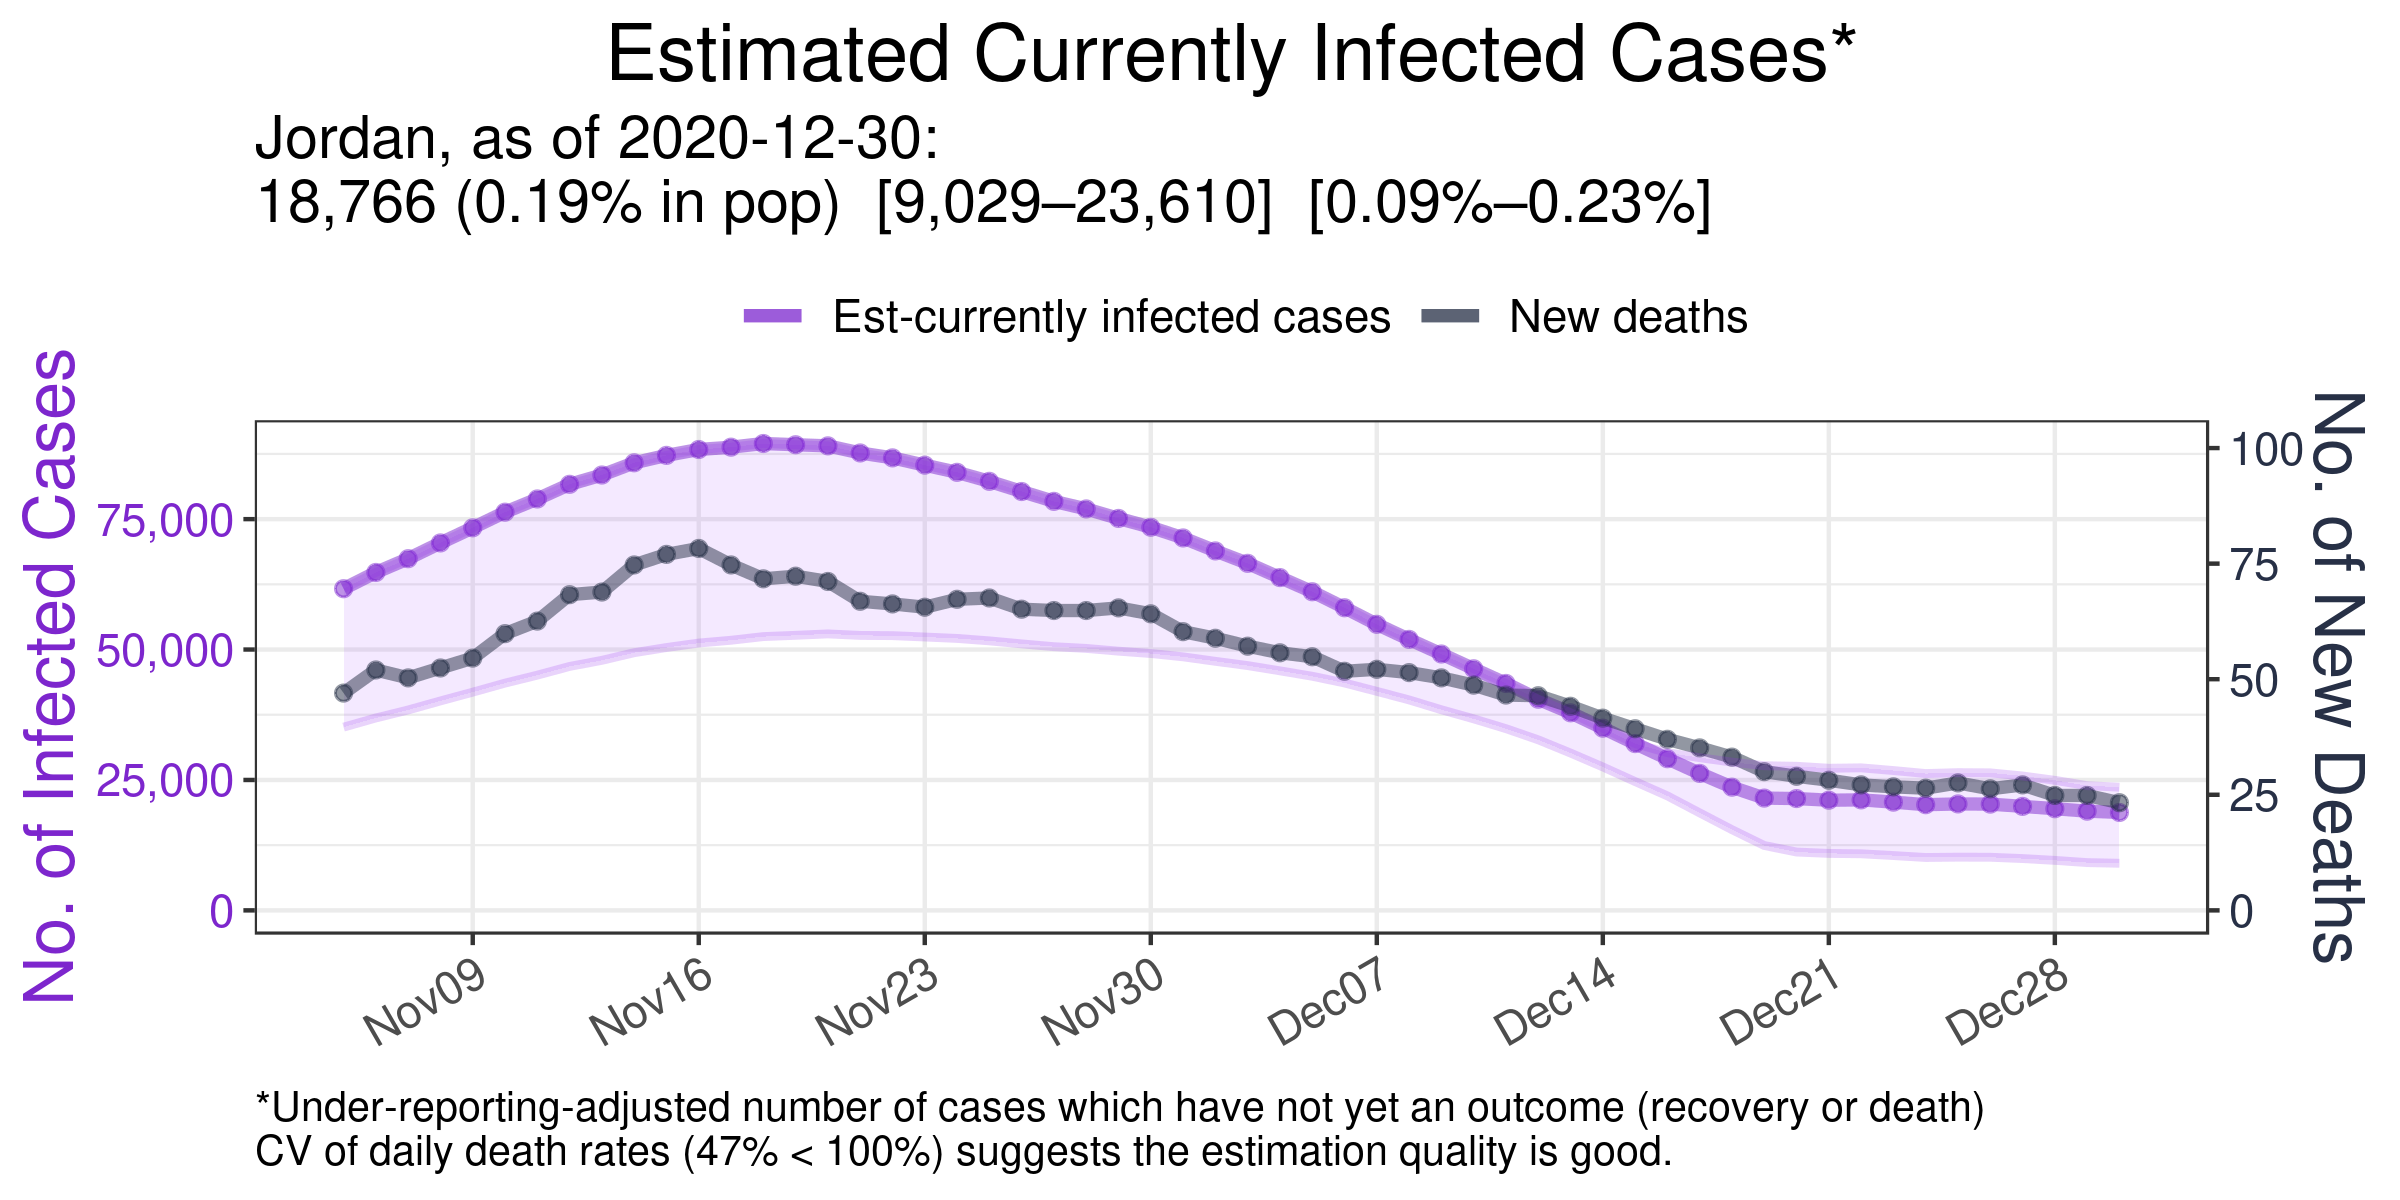 Estimated Currently Infected Cases*
Jordan, as of 2020-12-30:
18,766 (0.19% in pop)  [9,029–23,610]  [0.09%–0.23%]
Est-currently infected cases
New deaths
No. of Infected Cases
75,000
50,000
25,000
0
100
75
50
25
0
No. of New Deaths
Nov09
Nov16
Nov23
Nov30
Dec07
Dec14
Dec21
Dec28
*Under-reporting-adjusted number of cases which have not yet an outcome (recovery or death)
CV of daily death rates (47% < 100%) suggests the estimation quality is good.